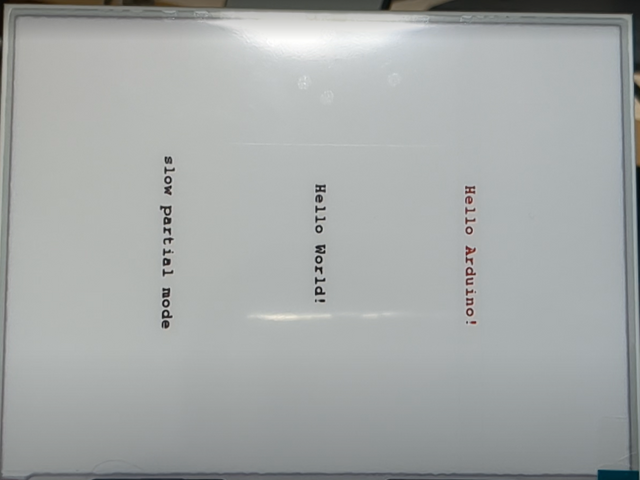 Hello Arduino!
Hello World!
slow partial mode